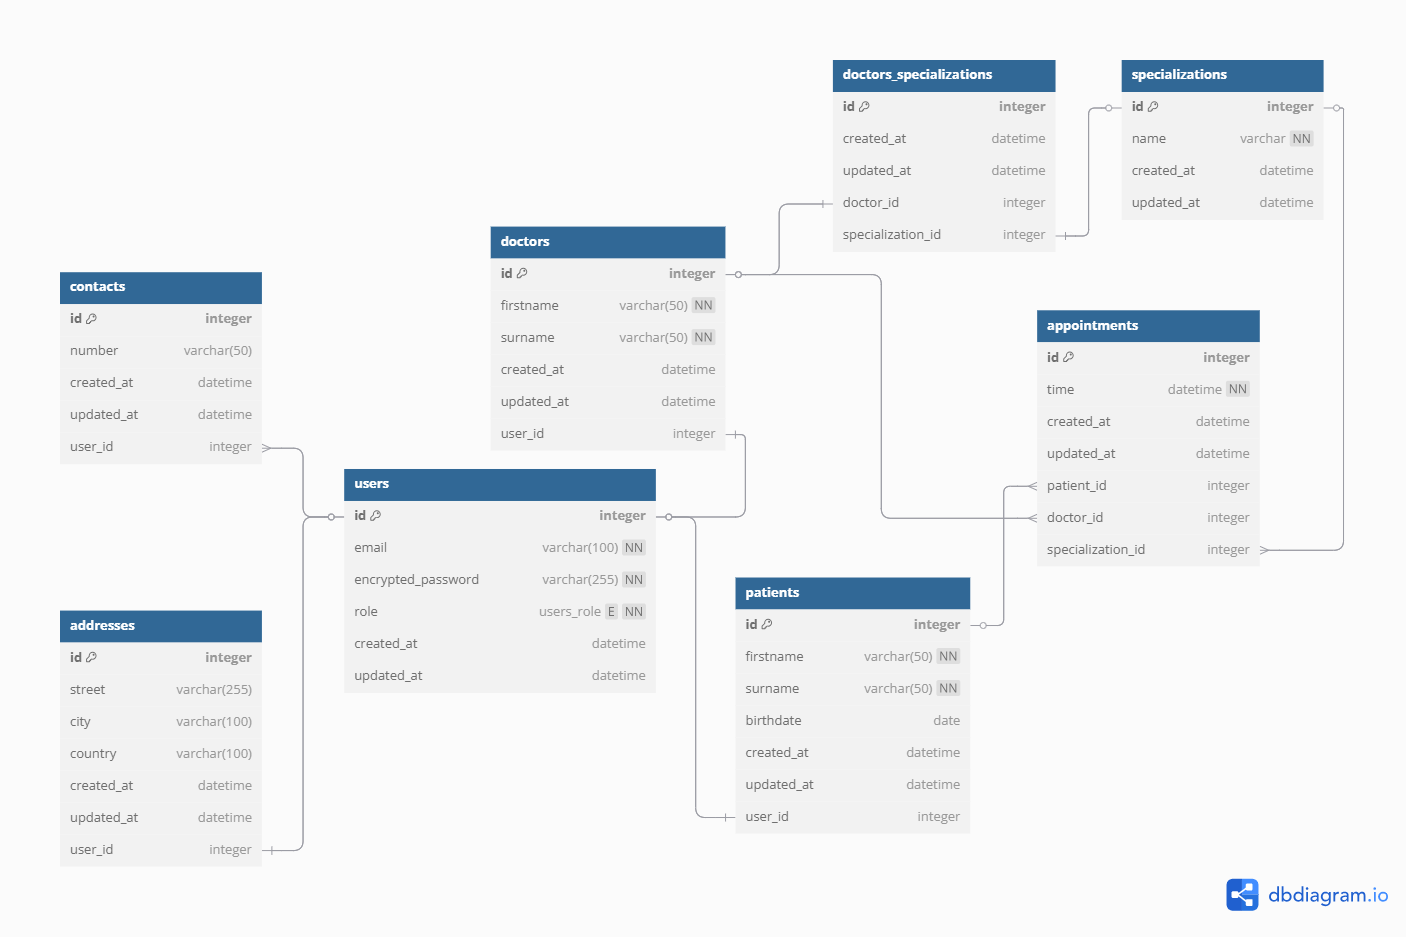 doctors_specializations
id integer
created_at datetime
updated_at datetime
doctor_id integer
specialization_id integer
specializations
id integer
name varchar NN
created_at datetime
updated_at datetime
doctors
id integer
firstname varchar(50) NN
surname varchar(50) NN
created_at datetime
updated_at datetime
user_id integer
contacts
id integer
number varchar(50)
created_at datetime
updated_at datetime
user_id integer
appointments
id integer
time datetime NN
created_at datetime
updated_at datetime
patient_id integer
doctor_id integer
specialization_id integer
users
id integer
email varchar(100) NN
encrypted_password varchar(255) NN
role users_role E NN
created_at datetime
updated_at datetime
patients
id integer
firstname varchar(50) NN
surname varchar(50) NN
birthdate date
created_at datetime
updated_at datetime
user_id integer
addresses
id integer
street varchar(255)
city varchar(100)
country varchar(100)
created_at datetime
updated_at datetime
user_id integer
dbdiagram.io